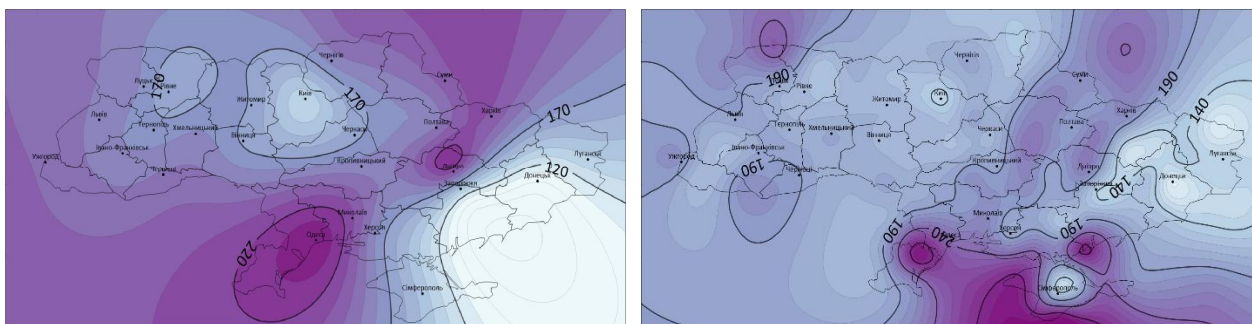 Чернігів
Луцьк
Рівне
170
Київ
Суми
Житомир
170
Львів
Харків
Тернопіль
Хмельницький
Полтава
170
Вінниця
Черкаси
Івано-Франківськ
Ужгород
Кропивницький
Дніпро
Луганськ
120
Чернівці
Запоріжжя
Донецьк
Миколаїв
220
Одеса
Херсон
Сімферополь
Чернігів
190
Рівне
Київ
Суми
190
Житомир
140
Львів
Харків
Тернопіль
Хмельницький
Полтава
Вінниця
Черкаси
Івано-Франківськ
Ужгород
190
Кропивницький
Дніпро
Луганськ
Чернівці
Запоріжжя
140
Донецьк
Миколаїв
190
240
Херсон
190
Сімферополь